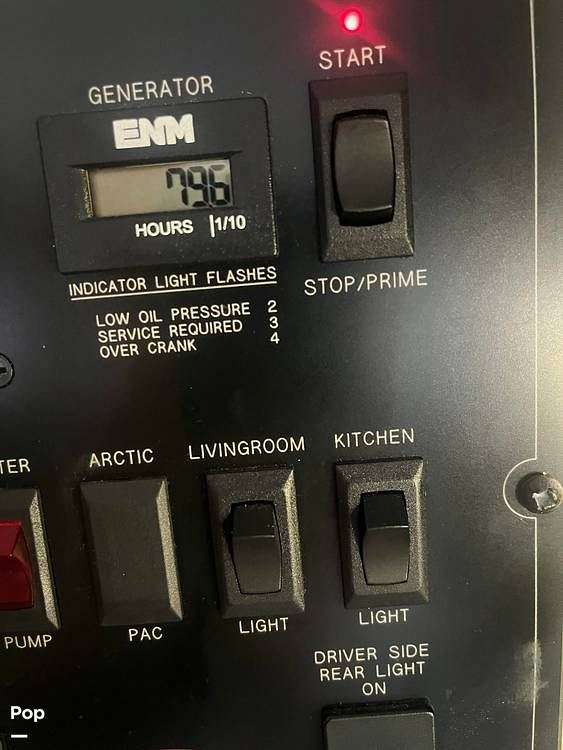 START
GENERATOR
ENM
796
HOURS 1/10
STOP/PRIME
INDICATOR LIGHT FLASHES
LOW OIL PRESSURE 2
SERVICE REQUIRED 3
OVER CRANK 4
TER
PUMP
ARCTIC
PAC
LIVINGROOM
LIGHT
KITCHEN
LIGHT
DRIVER SIDE
REAR LIGHT
ON
Pop